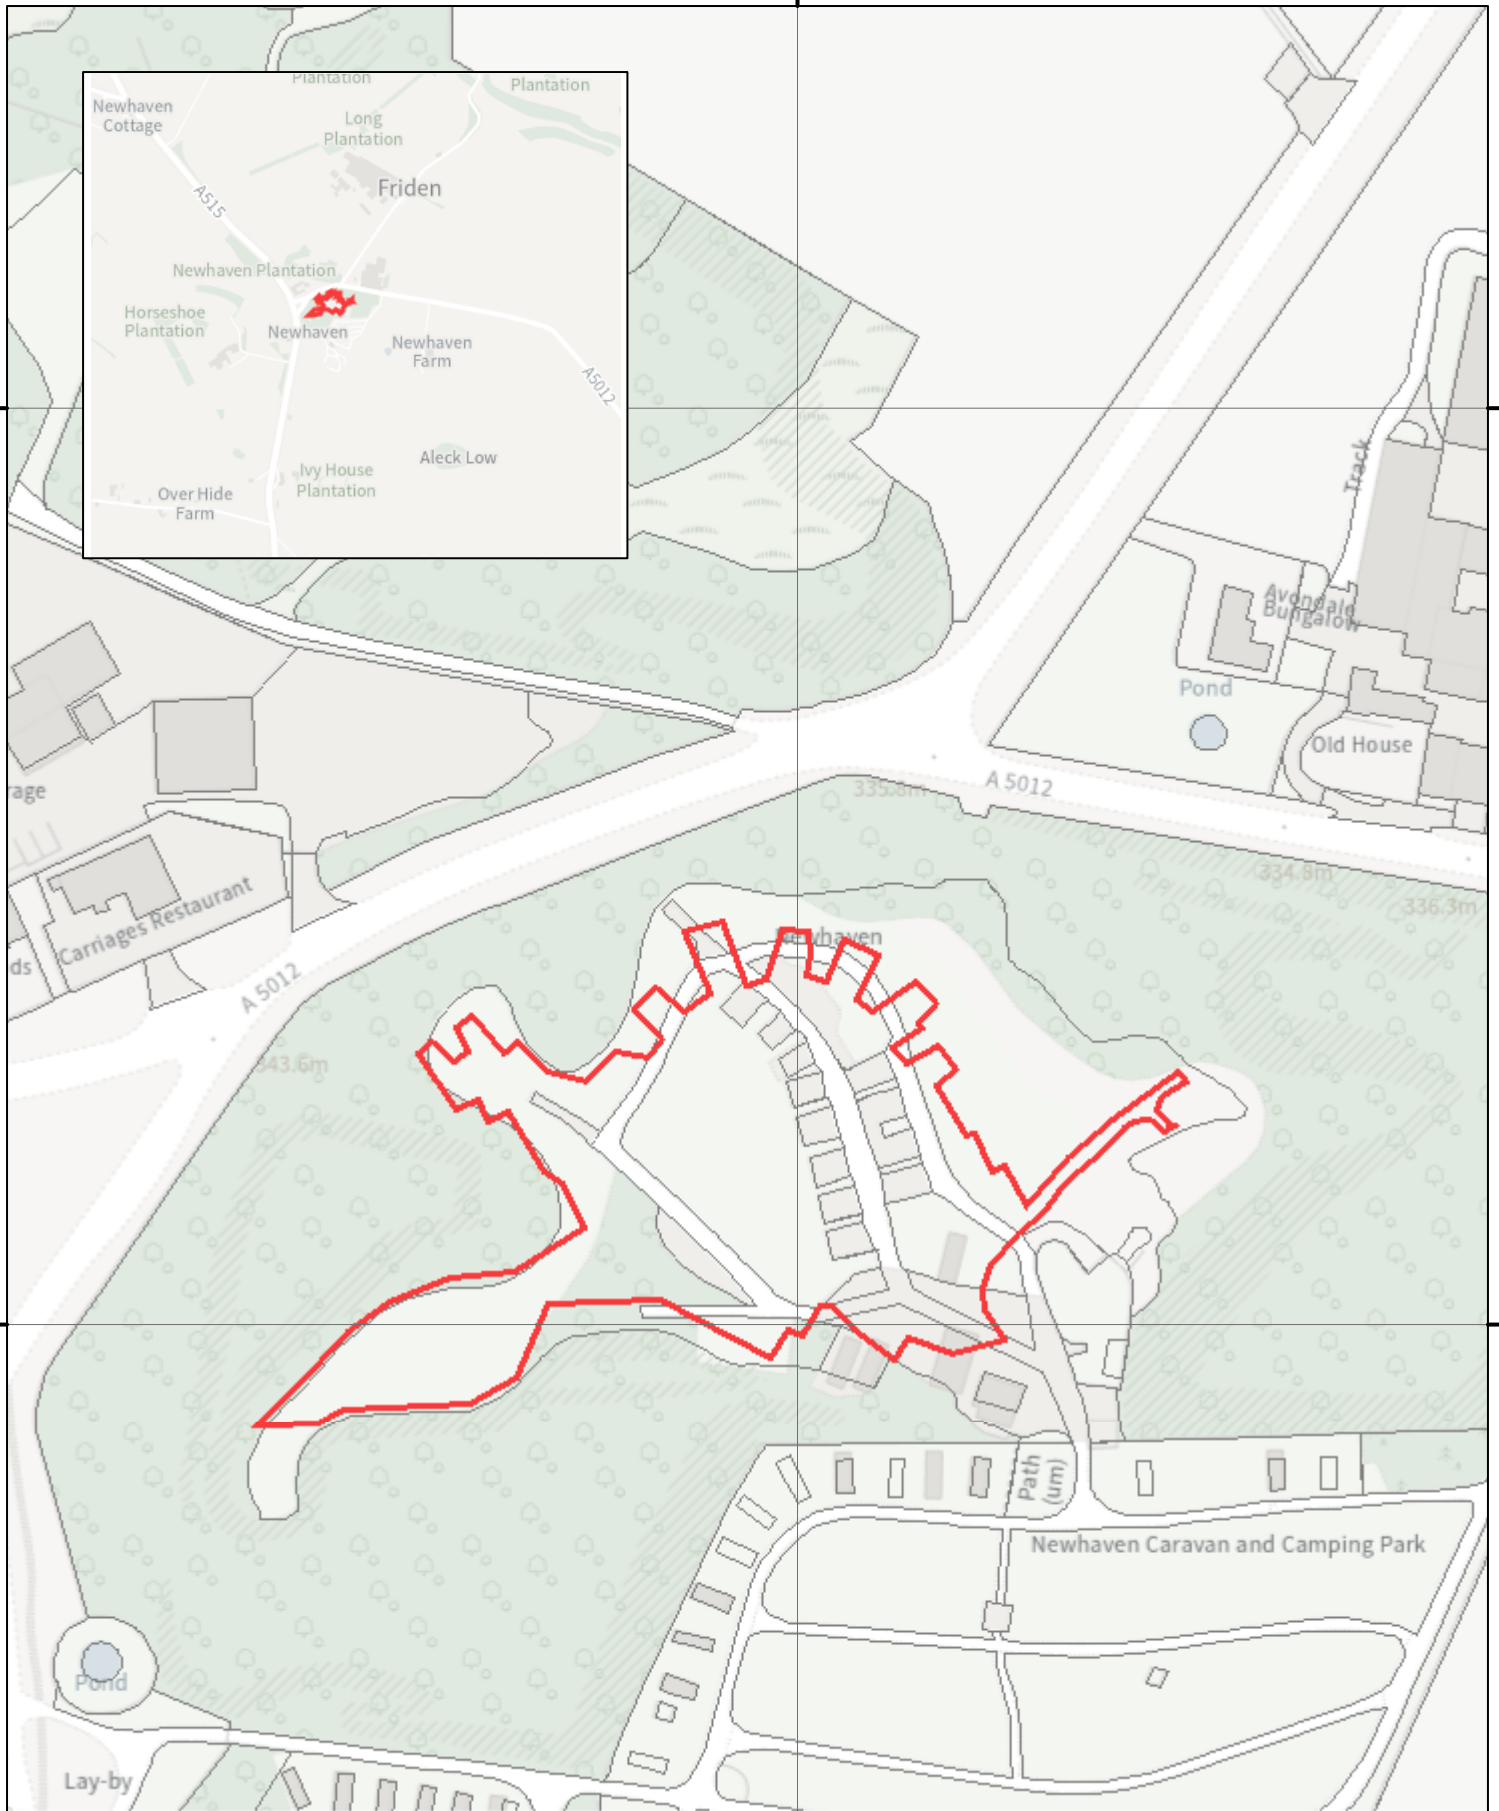 Plantation
Plantation
Newhaven
Cottage
Long
Plantation
A515
Friden
Newhaven Plantation
Horseshoe
Plantation
Newhaven
Newhaven
Farm
A5012
Aleck Low
Ivy House
Plantation
Over Hide
Farm
Track
Avondale
Bungalow
Pond
Old House
A 5012
335.8m
rage
334.8m
336.3m
Carriages Restaurant
ds
A 5012
Newhaven
343.6m
Path
(um)
Newhaven Caravan and Camping Park
Pond
Lay-by